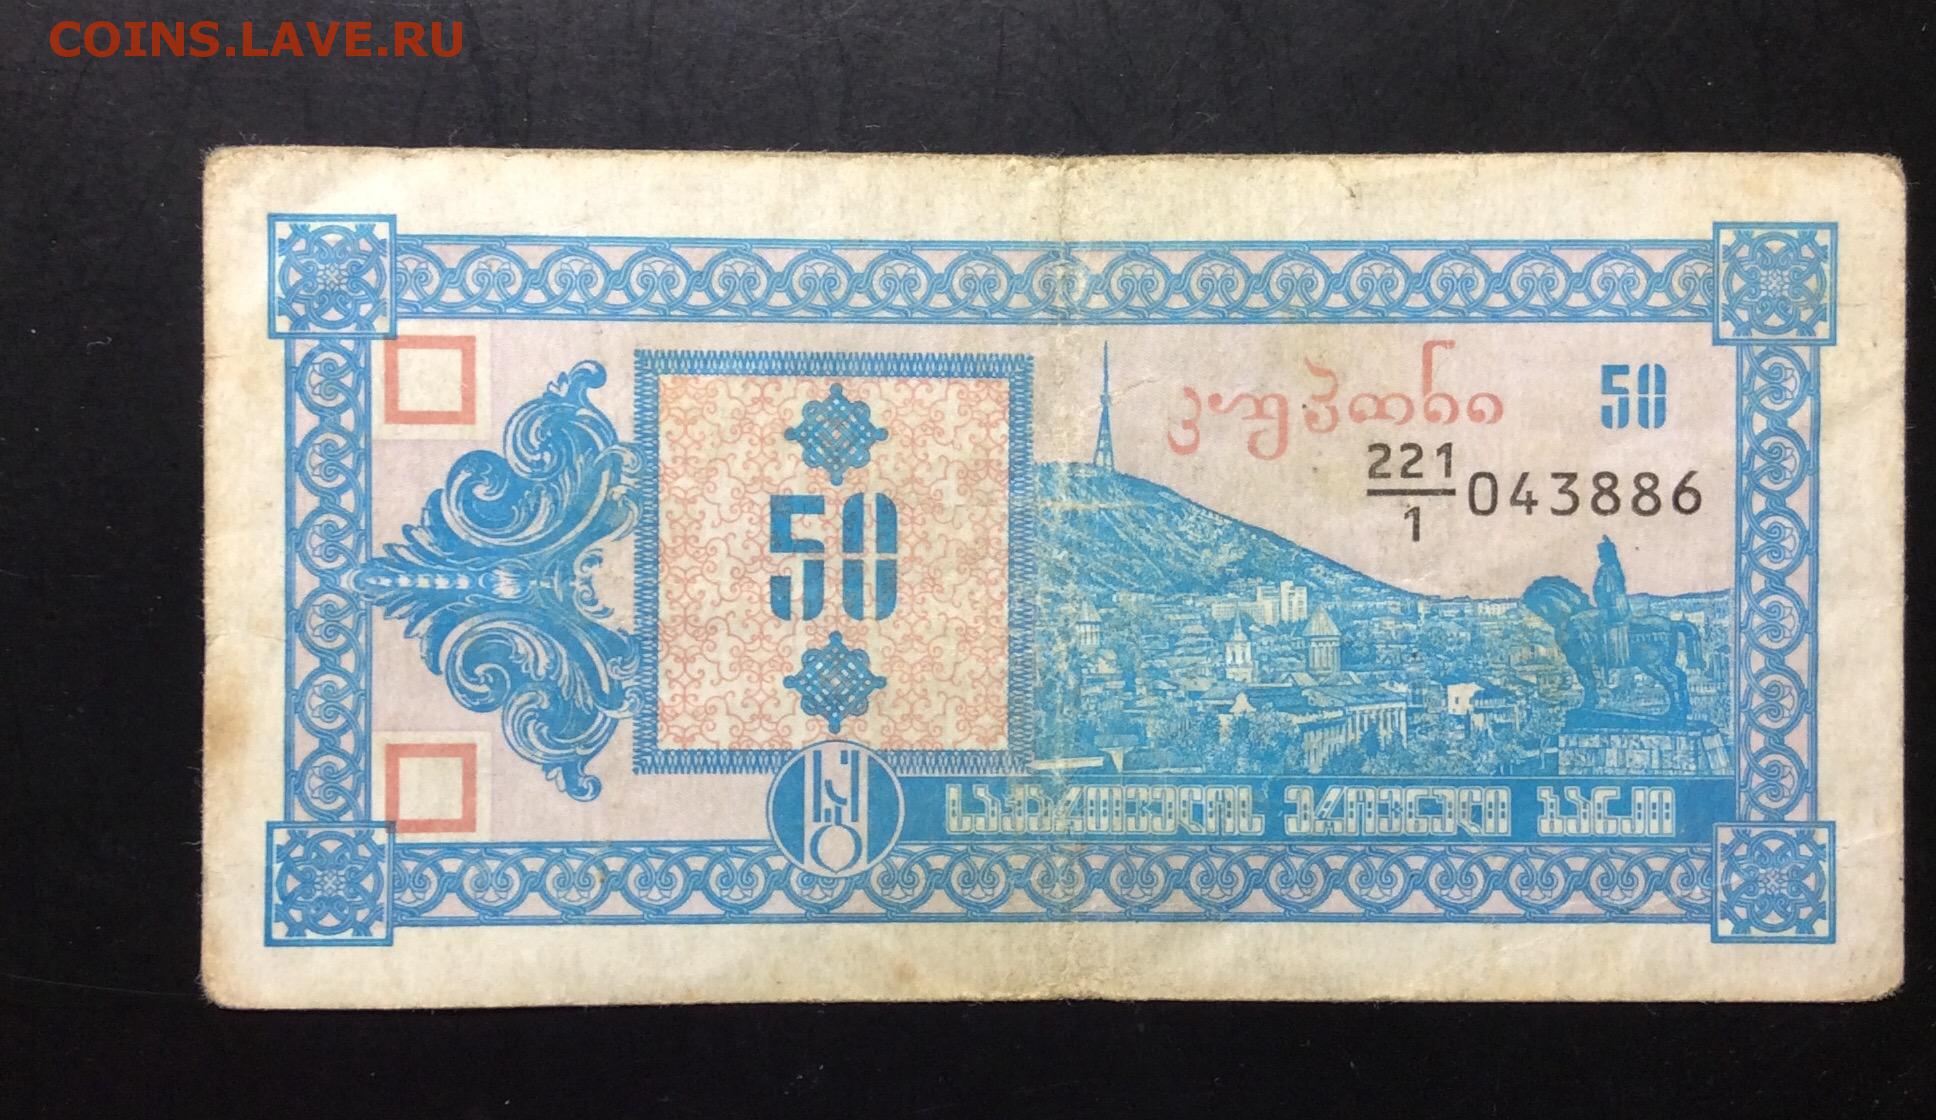 COINS.LAVE.RU
კუპონი 50
221/1 043886
50
საქართველოს ეროვნული ბანკი